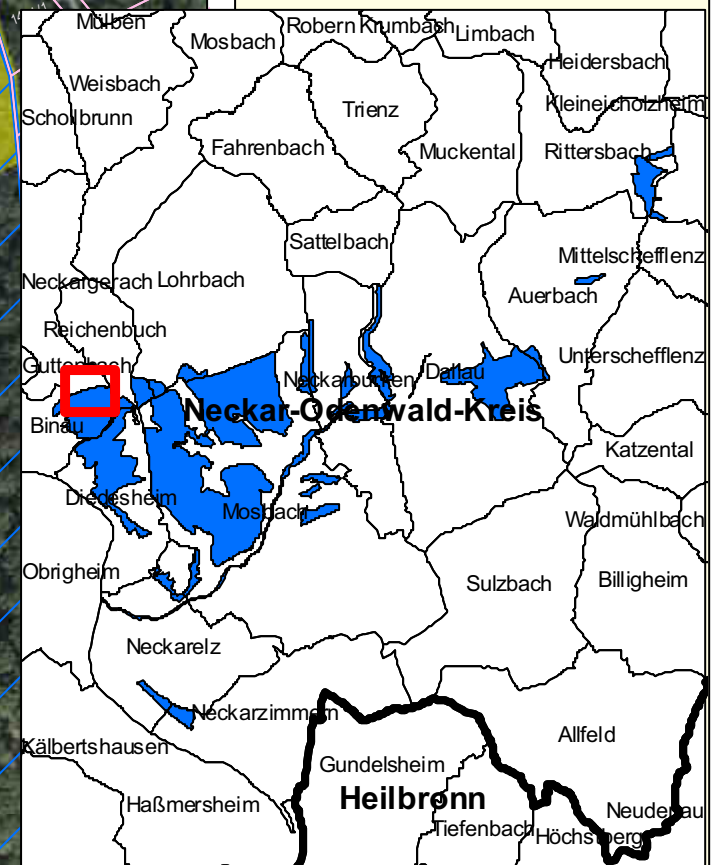 Mülben
Mosbach
Robern
Krumbach
Limbach
Heidersbach
Weisbach
Schollbrunn
Trienz
Kleineicholzheim
Fahrenbach
Muckental
Rittersbach
Sattelbach
Mittelschefflenz
Neckargerach
Lohrbach
Auerbach
Reichenbuch
Guttenbach
Unterschefflenz
Neckarburken
Dallau
Neckar-Odenwald-Kreis
Binau
Katzental
Diedesheim
Mosbach
Waldmühlbach
Obrigheim
Sulzbach
Billigheim
Neckarelz
Neckarzimmern
Allfeld
Kälbertshausen
Gundelsheim
Heilbronn
Haßmersheim
Neudenau
Tiefenbach
Höchstberg